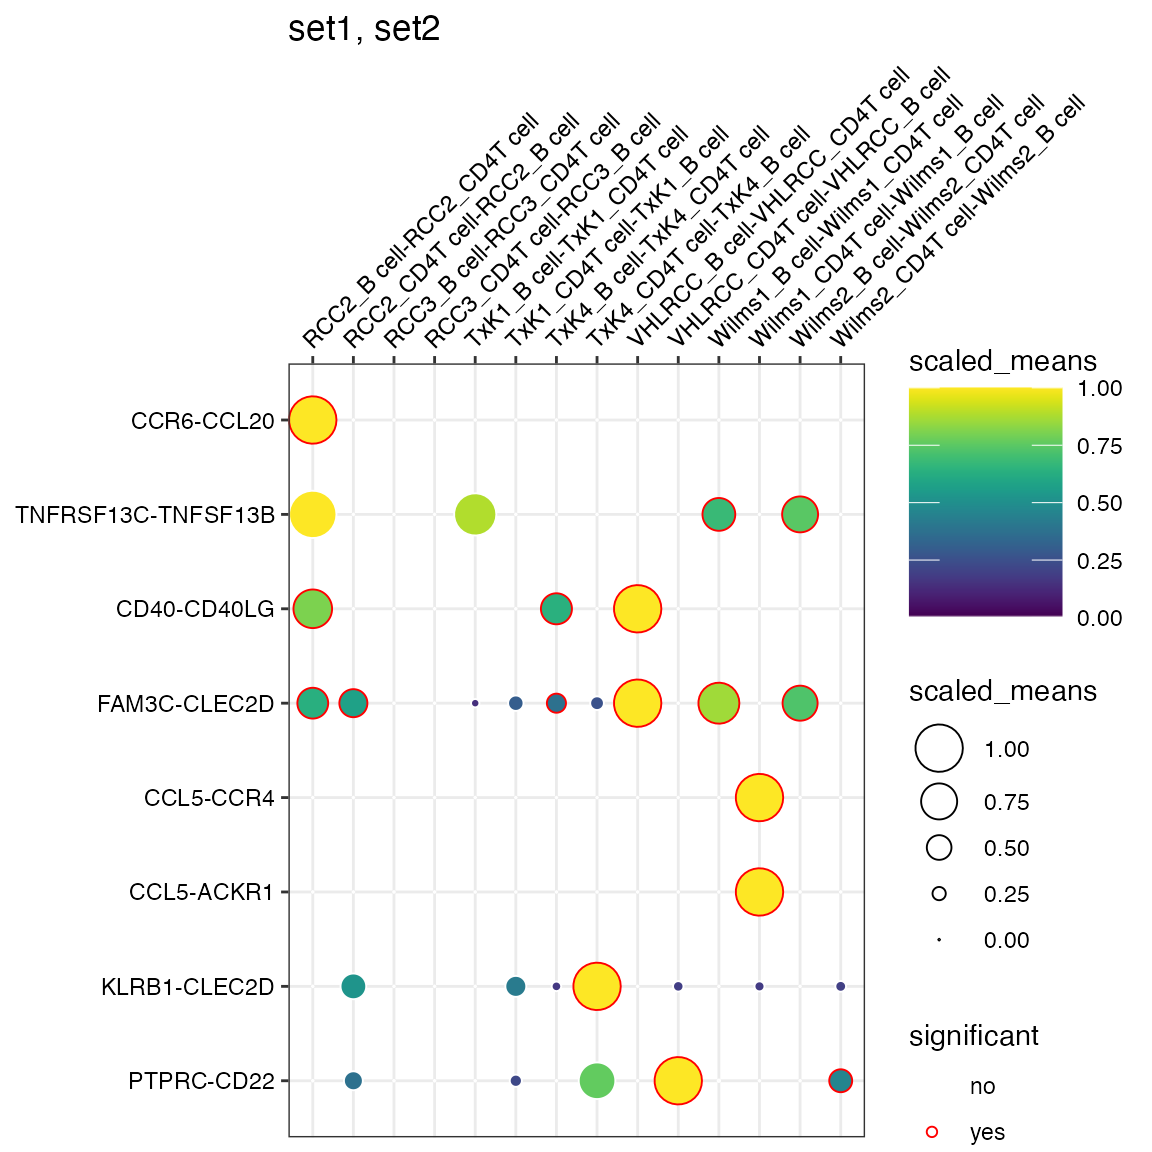 set1, set2
RCC2_B cell-RCC2_CD4T cell
RCC2_CD4T cell-RCC2_B cell
RCC3_B cell-RCC3_CD4T cell
RCC3_CD4T cell-RCC3_B cell
TxK1_B cell-TxK1_CD4T cell
TxK1_CD4T cell-TxK1_B cell
TxK4_B cell-TxK4_CD4T cell
TxK4_CD4T cell-TxK4_B cell
VHLRCC_B cell-VHLRCC_CD4T cell
VHLRCC_CD4T cell-VHLRCC_B cell
Wilms1_B cell-Wilms1_CD4T cell
Wilms1_CD4T cell-Wilms1_B cell
Wilms2_B cell-Wilms2_CD4T cell
Wilms2_CD4T cell-Wilms2_B cell
CCR6-CCL20
TNFRSF13C-TNFSF13B
CD40-CD40LG
FAM3C-CLEC2D
CCL5-CCR4
CCL5-ACKR1
KLRB1-CLEC2D
PTPRC-CD22
scaled_means
1.00
0.75
0.50
0.25
0.00
scaled_means
1.00
0.75
0.50
0.25
0.00
significant
no
yes